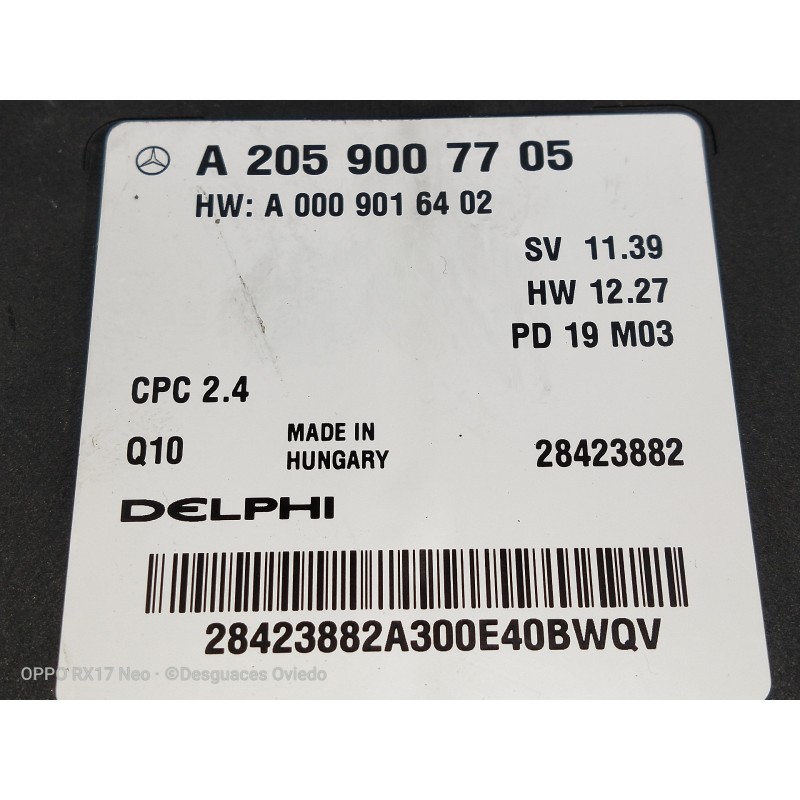 A 205 900 77 05
HW: A 000 901 64 02
SV 11.39
HW 12.27
PD 19 M03
CPC 2.4
Q10
MADE IN
HUNGARY
28423882
DELPHI
28423882A300E40BWQV
OPPO RX17 Neo · ©Desguacés Oviedo